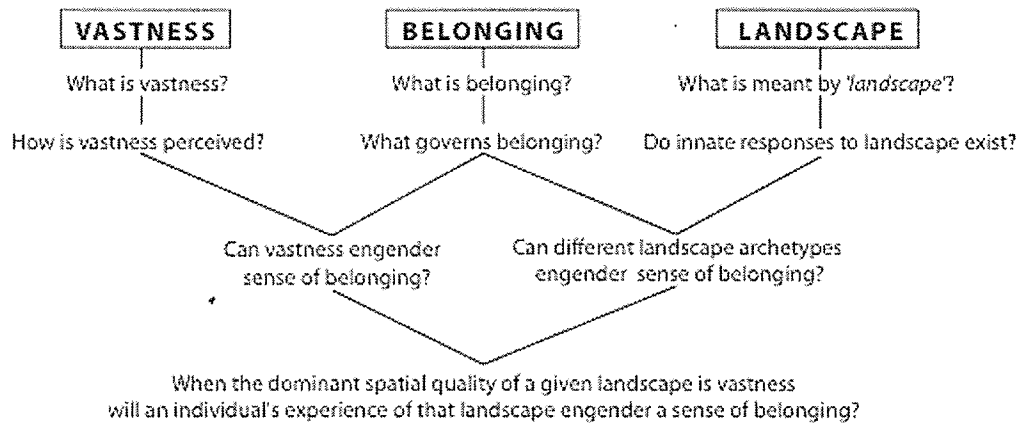 VASTNESS BELONGING LANDSCAPE
What is vastness? What is belonging? What is meant by 'landscape'?
How is vastness perceived? What governs belonging? Do innate responses to landscape exist?
Can vastness engender
sense of belonging?
Can different landscape archetypes
engender sense of belonging?
When the dominant spatial quality of a given landscape is vastness
will an individual's experience of that landscape engender a sense of belonging?